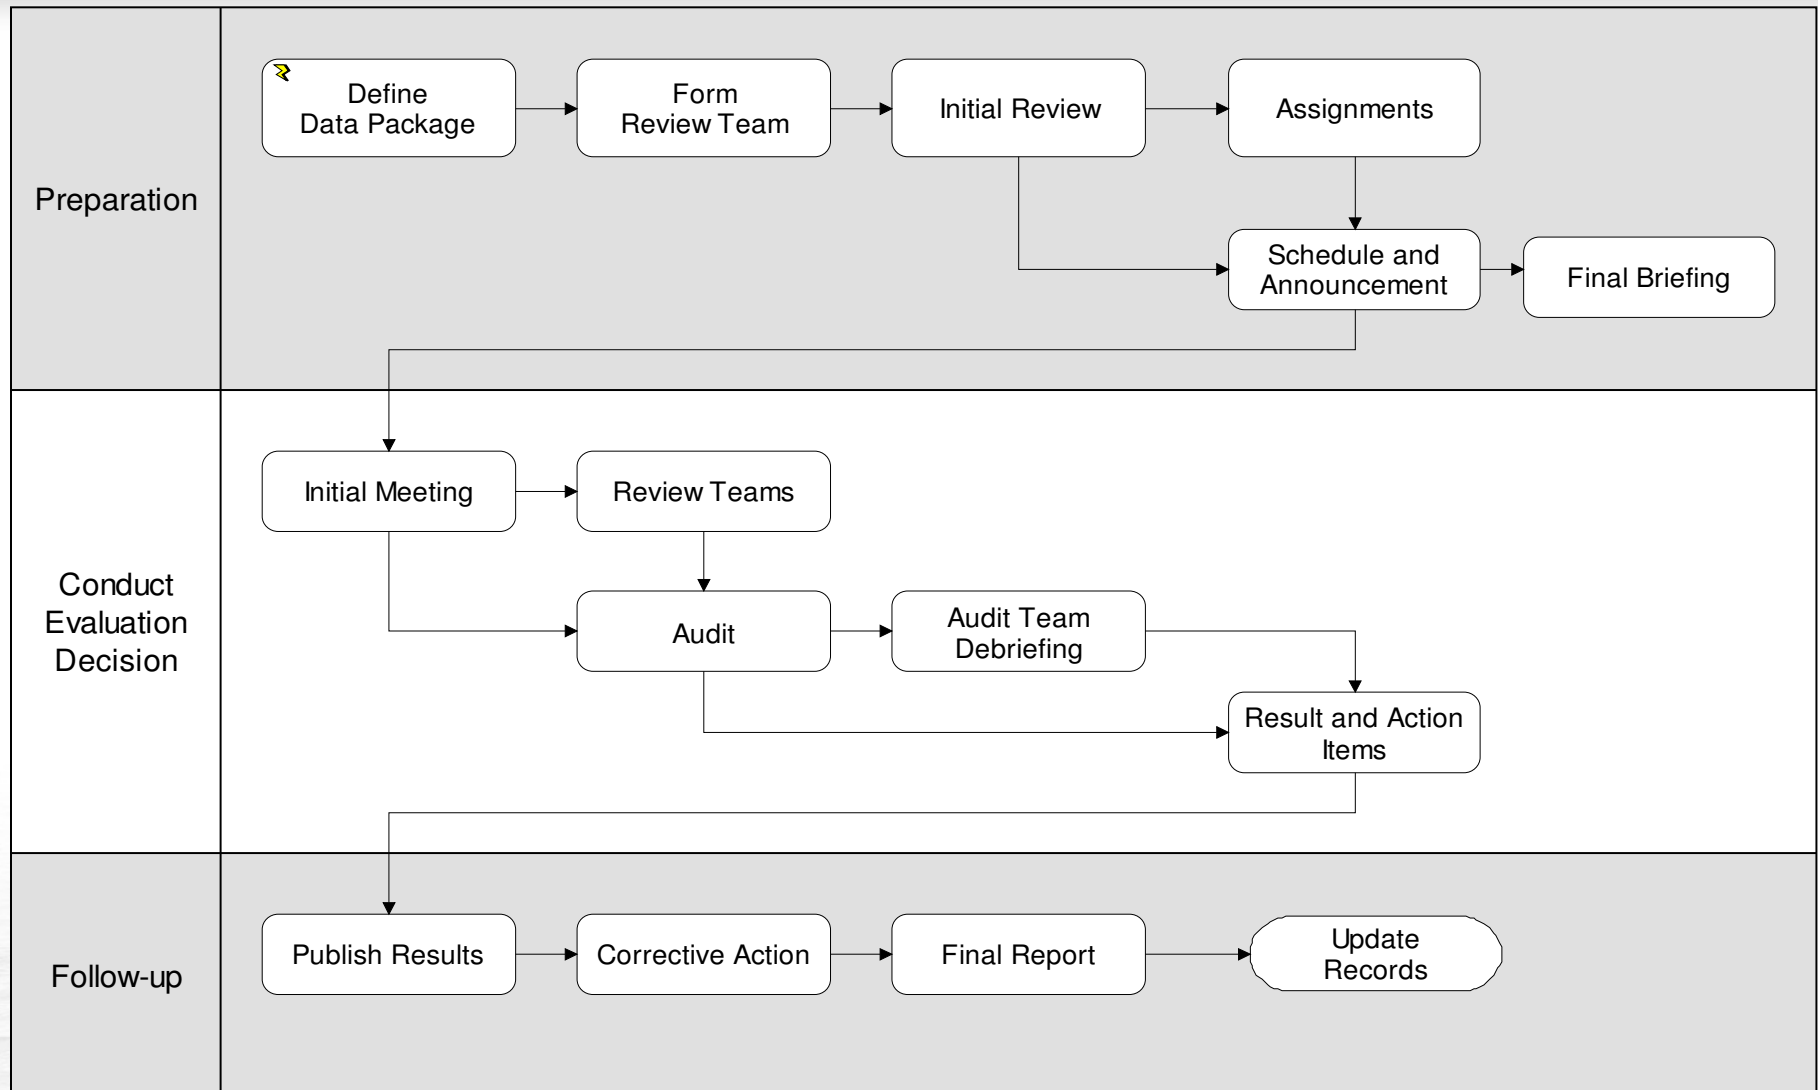 Preparation
Define
Data Package
Form
Review Team
Initial Review
Assignments
Schedule and
Announcement
Final Briefing
Conduct
Evaluation
Decision
Initial Meeting
Review Teams
Audit
Audit Team
Debriefing
Result and Action
Items
Follow-up
Publish Results
Corrective Action
Final Report
Update
Records